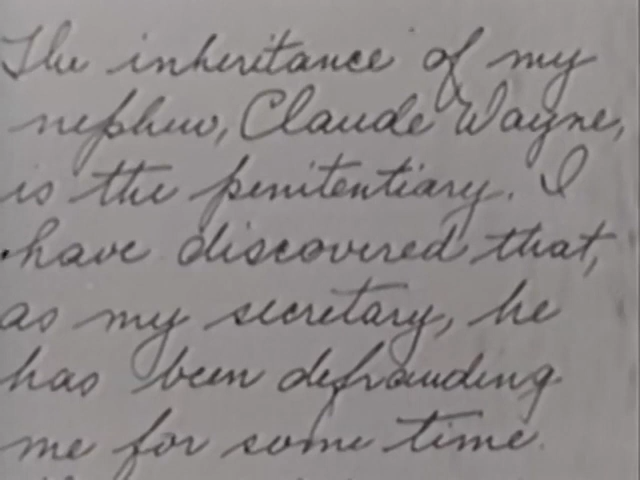 The inheritance of my
nephew, Claude Wayne,
is the penitentiary. I
have discovered that,
as my secretary, he
has been defrauding
me for some time.